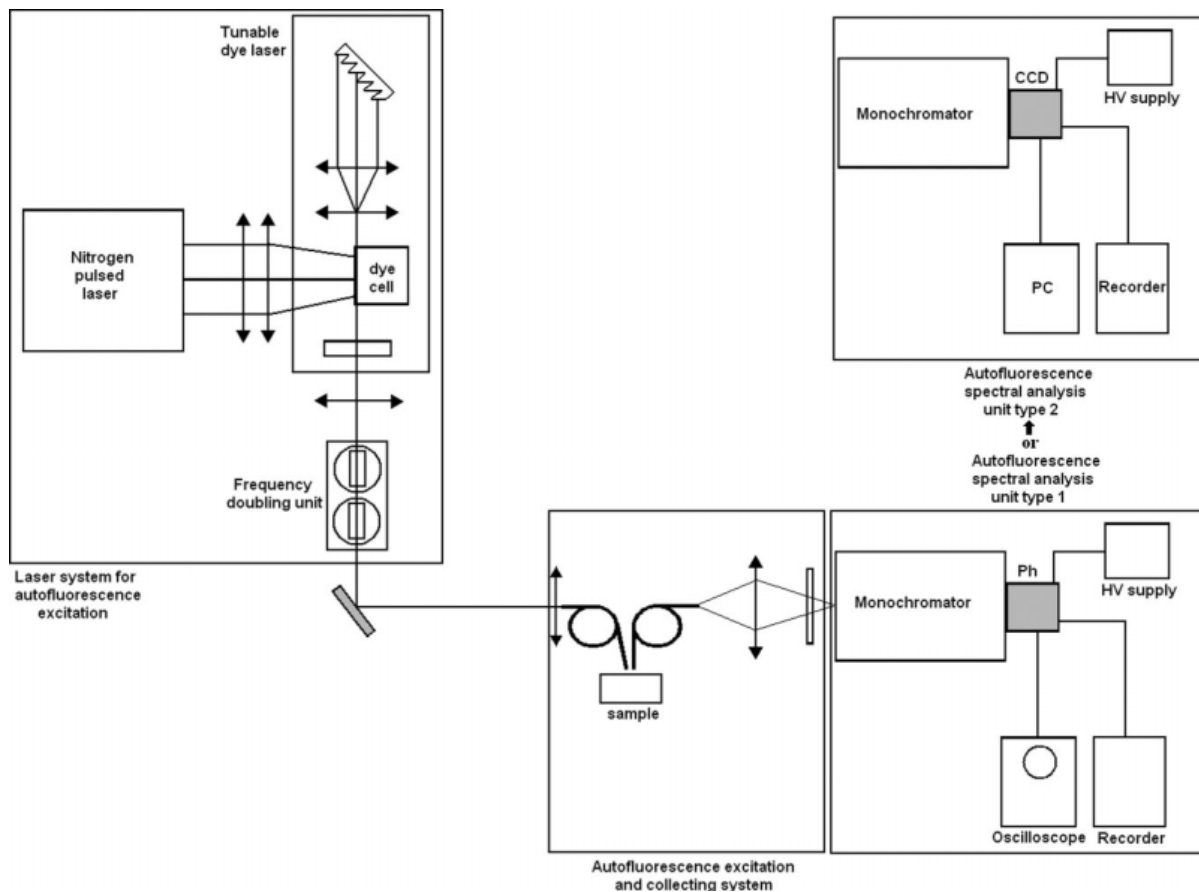 Tunable
dye laser
Nitrogen
pulsed
laser
dye
cell
Frequency
doubling unit
Laser system for
autofluorescence
excitation
Monochromator
CCD
HV supply
PC
Recorder
Autofluorescence
spectral analysis
unit type 2
or
Autofluorescence
spectral analysis
unit type 1
sample
Autofluorescence excitation
and collecting system
Monochromator
Ph
HV supply
Oscilloscope
Recorder